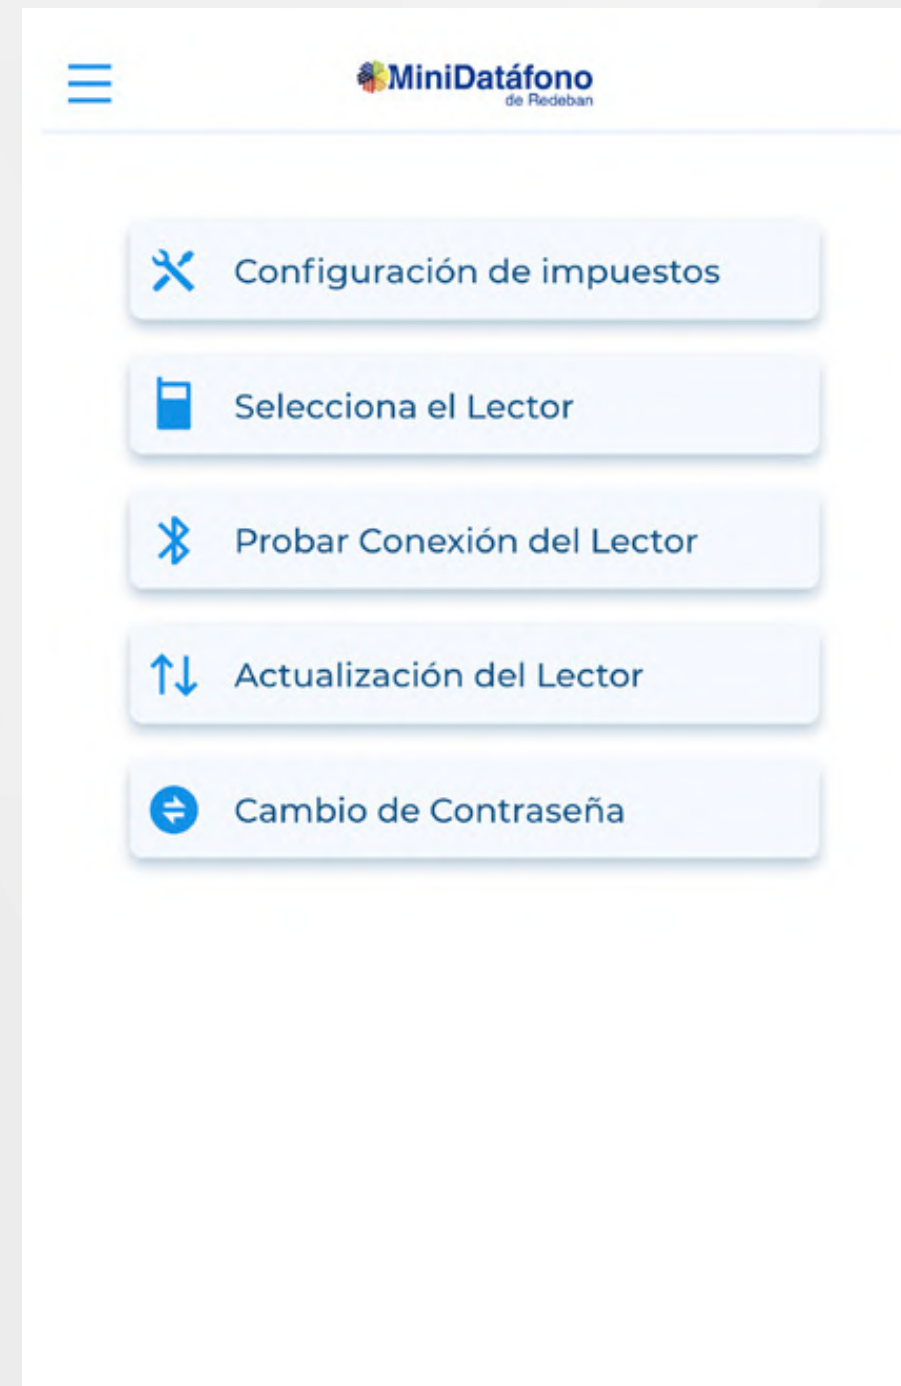 MiniDatáfono
de Redeban
Configuración de impuestos
Selecciona el Lector
Probar Conexión del Lector
Actualización del Lector
Cambio de Contraseña